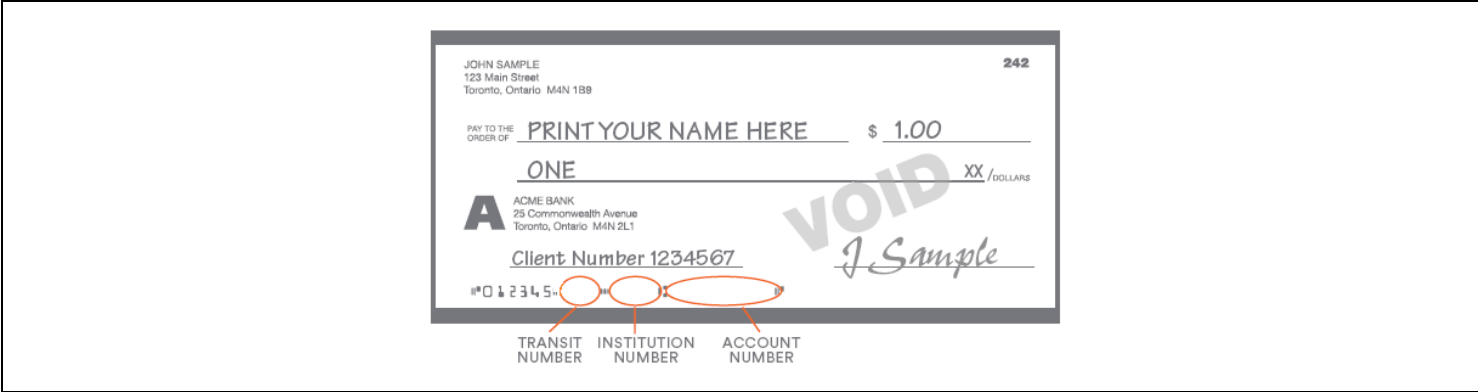 JOHN SAMPLE
123 Main Street
Toronto, Ontario M4N 1B9
242
PAY TO THE
ORDER OF
PRINT YOUR NAME HERE
$ 1.00
ONE
XX /DOLLARS
VOID
A
ACME BANK
25 Commonwealth Avenue
Toronto, Ontario M4N 2L1
Client Number 1234567
J Sample
⑈012345⑈
TRANSIT NUMBER
INSTITUTION NUMBER
ACCOUNT NUMBER